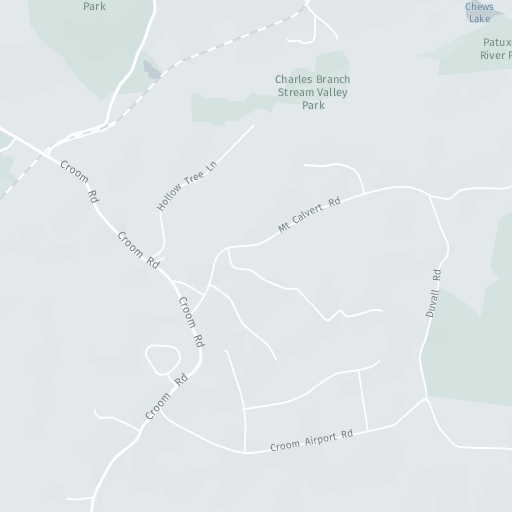 Park
Chews
Lake
Patux
River P
Charles Branch
Stream Valley
Park
Croom Rd
Hollow Tree Ln
Mt Calvert Rd
Croom Rd
Duvall Rd
Croom Rd
Croom Rd
Croom Airport Rd